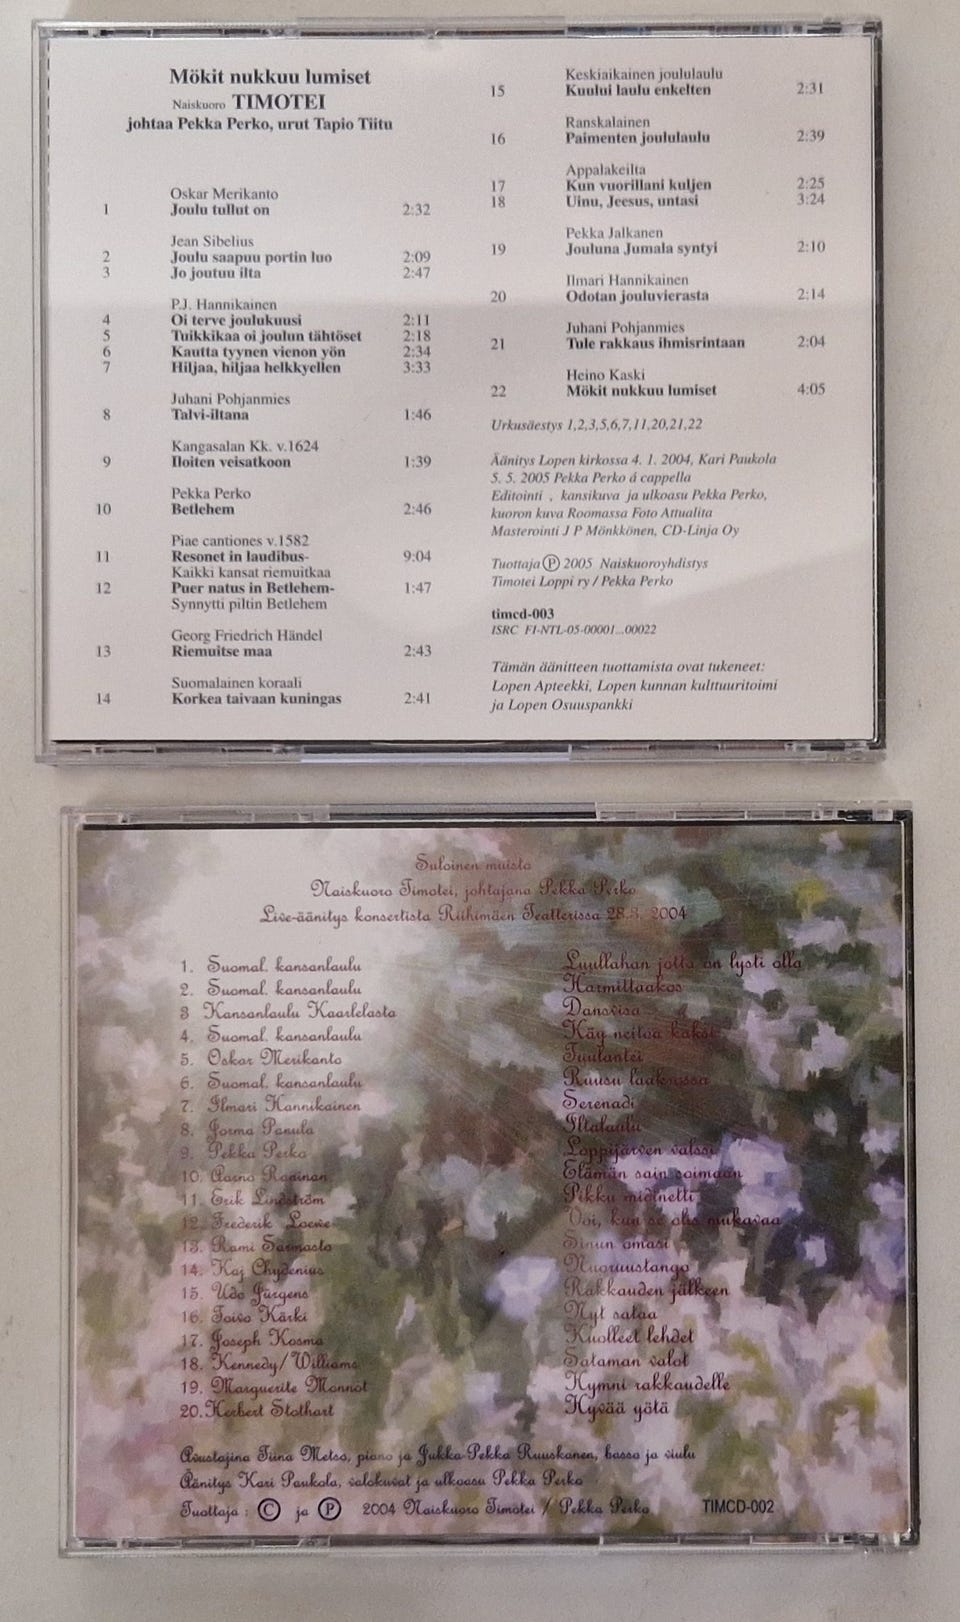 Mökit nukkuu lumiset
Naiskuoro TIMOTEI
johtaa Pekka Perko, urut Tapio Tiitu
Oskar Merikanto
1 Joulu tullut on 2:32
Jean Sibelius
2 Joulu saapuu portin luo 2:09
3 Jo joutuu ilta 2:47
P.J. Hannikainen
4 Oi terve joulukuusi 2:11
5 Tuikkikaa oi joulun tähtöset 2:18
6 Kautta tyynen vienon yön 2:34
7 Hiljaa, hiljaa helkkyellen 3:33
Juhani Pohjanmies
8 Talvi-iltana 1:46
Kangasalan Kk. v.1624
9 Iloiten veisatkoon 1:39
Pekka Perko
10 Betlehem 2:46
Piae cantiones v.1582
11 Resonet in laudibus- 9:04
Kaikki kansat riemuitkaa
12 Puer natus in Betlehem- 1:47
Synnytti piltin Betlehem
Georg Friedrich Händel
13 Riemuitse maa 2:43
Suomalainen koraali
14 Korkea taivaan kuningas 2:41
Keskiaikainen joululaulu
15 Kuului laulu enkelten 2:31
Ranskalainen
16 Paimenten joululaulu 2:39
Appalakeilta
17 Kun vuorillani kuljen 2:25
18 Uinu, Jeesus, untasi 3:24
Pekka Jalkanen
19 Jouluna Jumala syntyi 2:10
Ilmari Hannikainen
20 Odotan jouluvierasta 2:14
Juhani Pohjanmies
21 Tule rakkaus ihmisrintaan 2:04
Heino Kaski
22 Mökit nukkuu lumiset 4:05
Urkusäestys 1,2,3,5,6,7,11,20,21,22
Äänitys Lopen kirkossa 4. 1. 2004, Kari Paukola
5. 5. 2005 Pekka Perko á cappella
Editointi , kansikuva ja ulkoasu Pekka Perko,
kuoron kuva Roomassa Foto Attualita
Masterointi J P Mönkkönen, CD-Linja Oy
Tuottaja Ⓟ 2005 Naiskuoroyhdistys
Timotei Loppi ry / Pekka Perko
timcd-003
ISRC FI-NTL-05-00001...00022
Tämän äänitteen tuottamista ovat tukeneet:
Lopen Apteekki, Lopen kunnan kulttuuritoimi
ja Lopen Osuuspankki
Suloinen muisto
Naiskuoro Timotei, johtajana Pekka Perko
Live-äänitys konsertista Riihimäen Teatterissa 28.3. 2004
1. Suomal. kansanlaulu Luullahan jotta on lysti olla
2. Suomal. kansanlaulu Harmittaakos
3 Kansanlaulu Kaarlelasta Dansvisa
4. Suomal. kansanlaulu Käy neitoa kaksi
5. Oskar Merikanto Tuulantei
6. Suomal. kansanlaulu Ruusu laaksossa
7. Ilmari Hannikainen Serenadi
8. Jorma Panula Iltalaulu
9. Pekka Perko Loppijärven valssi
10. Aarno Raninen Elämän sain soimaan
11. Erik Lindström Pikku midinetti
12. Frederik Loewe Voi, kun se olis mukavaa
13. Rami Sarmasto Sinun omasi
14. Kaj Chydenius Nuoruustango
15. Udo Jürgens Rakkauden jälkeen
16. Toivo Kärki Nyt sataa
17. Joseph Kosma Kuolleet lehdet
18. Kennedy/Williams Sataman valot
19. Marguerite Monnot Hymni rakkaudelle
20. Herbert Stothart Hyvää yötä
Avustajina Tiina Metso, piano ja Jukka-Pekka Ruuskanen, basso ja viulu
Äänitys Kari Paukola, valokuvat ja ulkoasu Pekka Perko
Tuottaja : Ⓒ ja Ⓟ 2004 Naiskuoro Timotei / Pekka Perko TIMCD-002